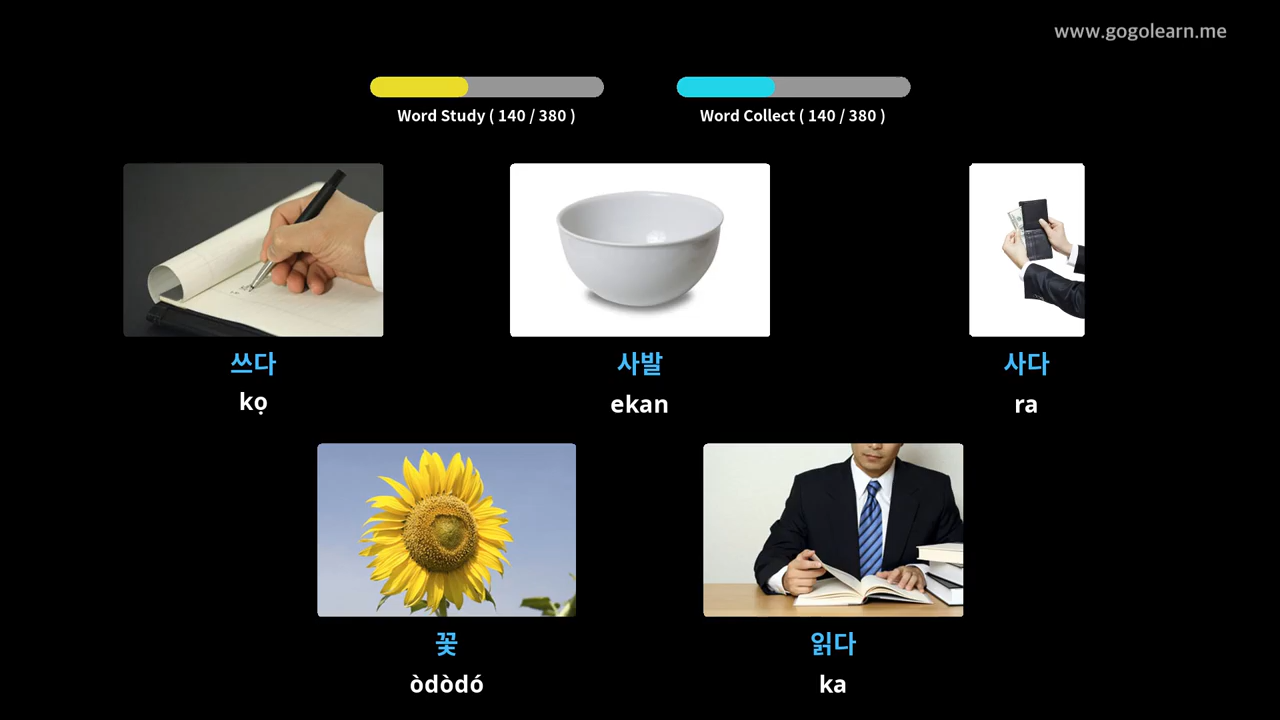 www.gogolearn.me
Word Study ( 140 / 380 )
Word Collect ( 140 / 380 )
쓰다
kọ
사발
ekan
사다
ra
꽃
òdòdó
읽다
ka